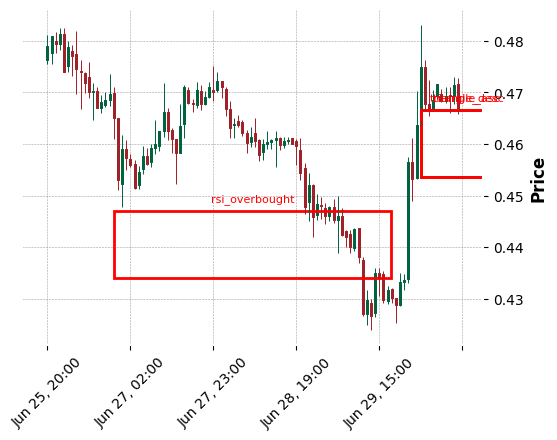 0.48
0.47
0.46
0.45
0.44
0.43
Price
rsi_overbought
Jun 25, 20:00
Jun 27, 02:00
Jun 27, 23:00
Jun 28, 19:00
Jun 29, 15:00